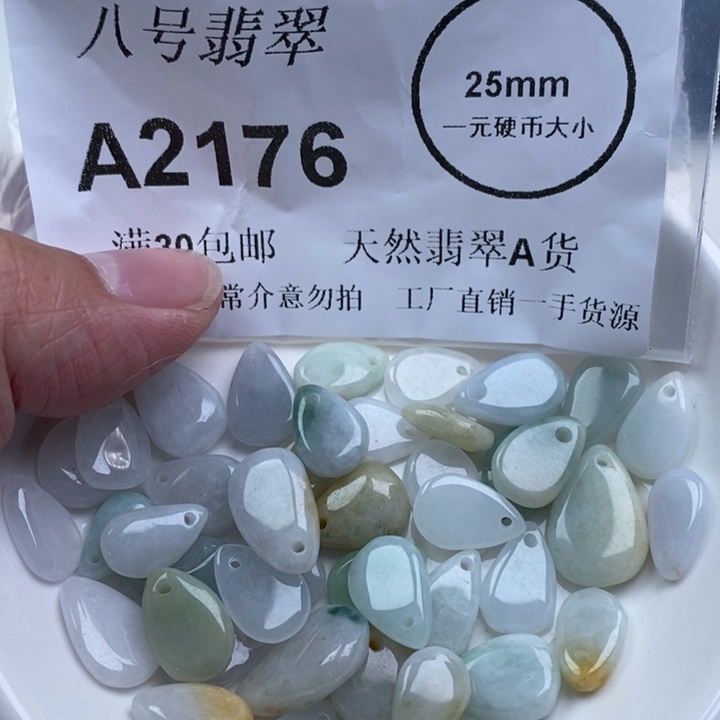 八号翡翠
A2176
25mm
一元硬币大小
满30包邮 天然翡翠A货
常介意勿拍 工厂直销一手货源